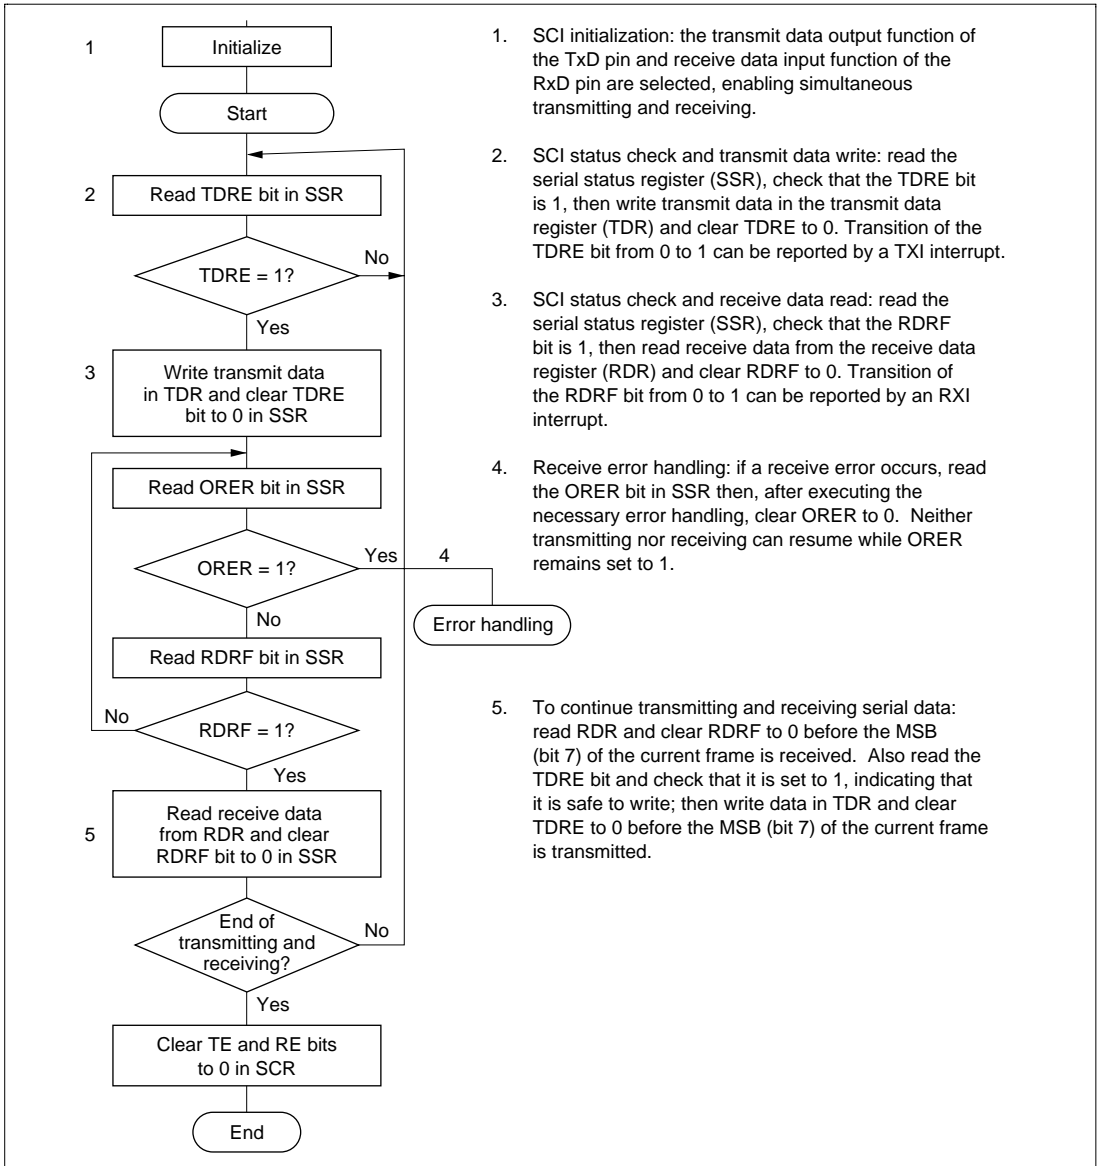 1
Initialize
Start
2
Read TDRE bit in SSR
TDRE = 1?
No
Yes
3
Write transmit data
in TDR and clear TDRE
bit to 0 in SSR
Read ORER bit in SSR
ORER = 1?
Yes
4
No
Error handling
Read RDRF bit in SSR
No
RDRF = 1?
Yes
5
Read receive data
from RDR and clear
RDRF bit to 0 in SSR
End of
transmitting and
receiving?
No
Yes
Clear TE and RE bits
to 0 in SCR
End
1. SCI initialization: the transmit data output function of
the TxD pin and receive data input function of the
RxD pin are selected, enabling simultaneous
transmitting and receiving.
2. SCI status check and transmit data write: read the
serial status register (SSR), check that the TDRE bit
is 1, then write transmit data in the transmit data
register (TDR) and clear TDRE to 0. Transition of the
TDRE bit from 0 to 1 can be reported by a TXI interrupt.
3. SCI status check and receive data read: read the
serial status register (SSR), check that the RDRF
bit is 1, then read receive data from the receive data
register (RDR) and clear RDRF to 0. Transition of
the RDRF bit from 0 to 1 can be reported by an RXI
interrupt.
4. Receive error handling: if a receive error occurs, read
the ORER bit in SSR then, after executing the
necessary error handling, clear ORER to 0. Neither
transmitting nor receiving can resume while ORER
remains set to 1.
5. To continue transmitting and receiving serial data:
read RDR and clear RDRF to 0 before the MSB
(bit 7) of the current frame is received. Also read the
TDRE bit and check that it is set to 1, indicating that
it is safe to write; then write data in TDR and clear
TDRE to 0 before the MSB (bit 7) of the current frame
is transmitted.